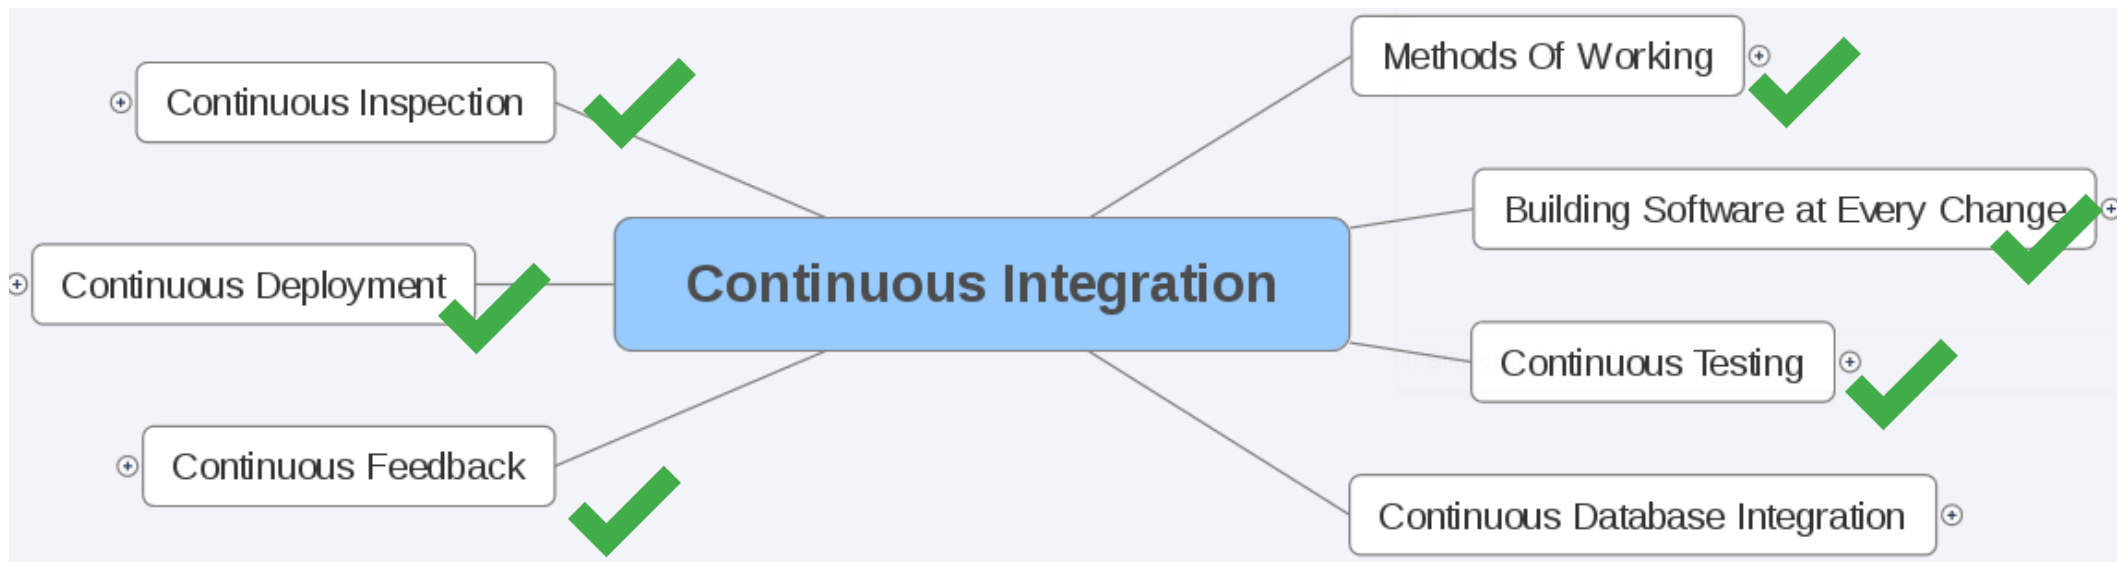 Methods Of Working
Continuous Inspection
Building Software at Every Change
Continuous Deployment
Continuous Integration
Continuous Testing
Continuous Feedback
Continuous Database Integration